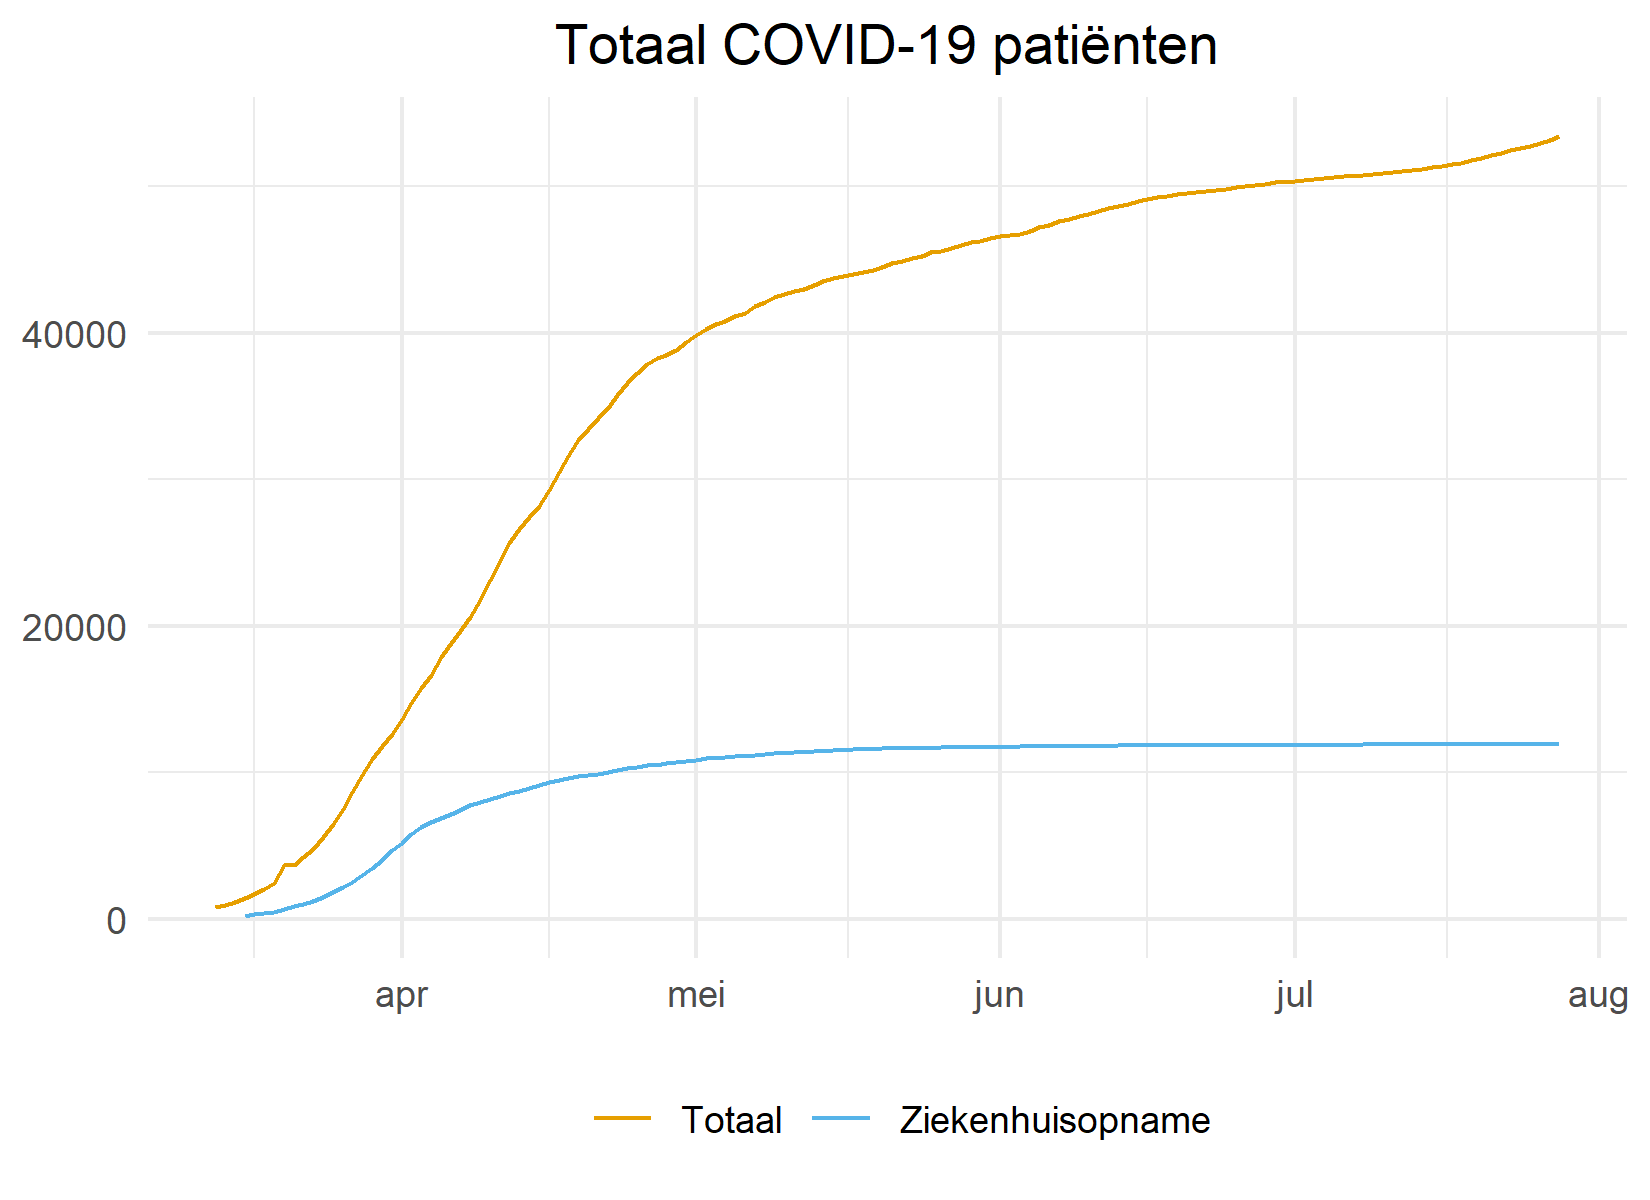 Totaal COVID-19 patiënten
40000
20000
0
apr mei jun jul aug
Totaal Ziekenhuisopname